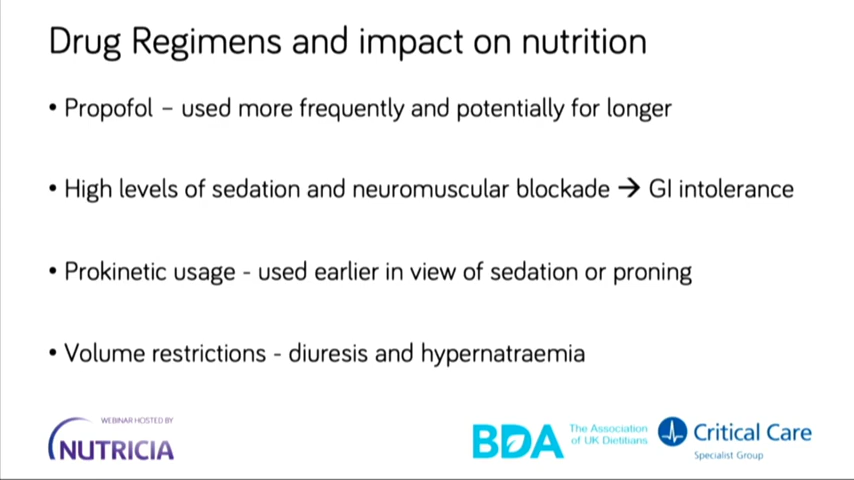 Drug Regimens and impact on nutrition
• Propofol – used more frequently and potentially for longer
• High levels of sedation and neuromuscular blockade → GI intolerance
• Prokinetic usage - used earlier in view of sedation or proning
• Volume restrictions - diuresis and hypernatraemia
WEBINAR HOSTED BY
NUTRICIA
BDA
The Association
of UK Dietitians
Critical Care
Specialist Group